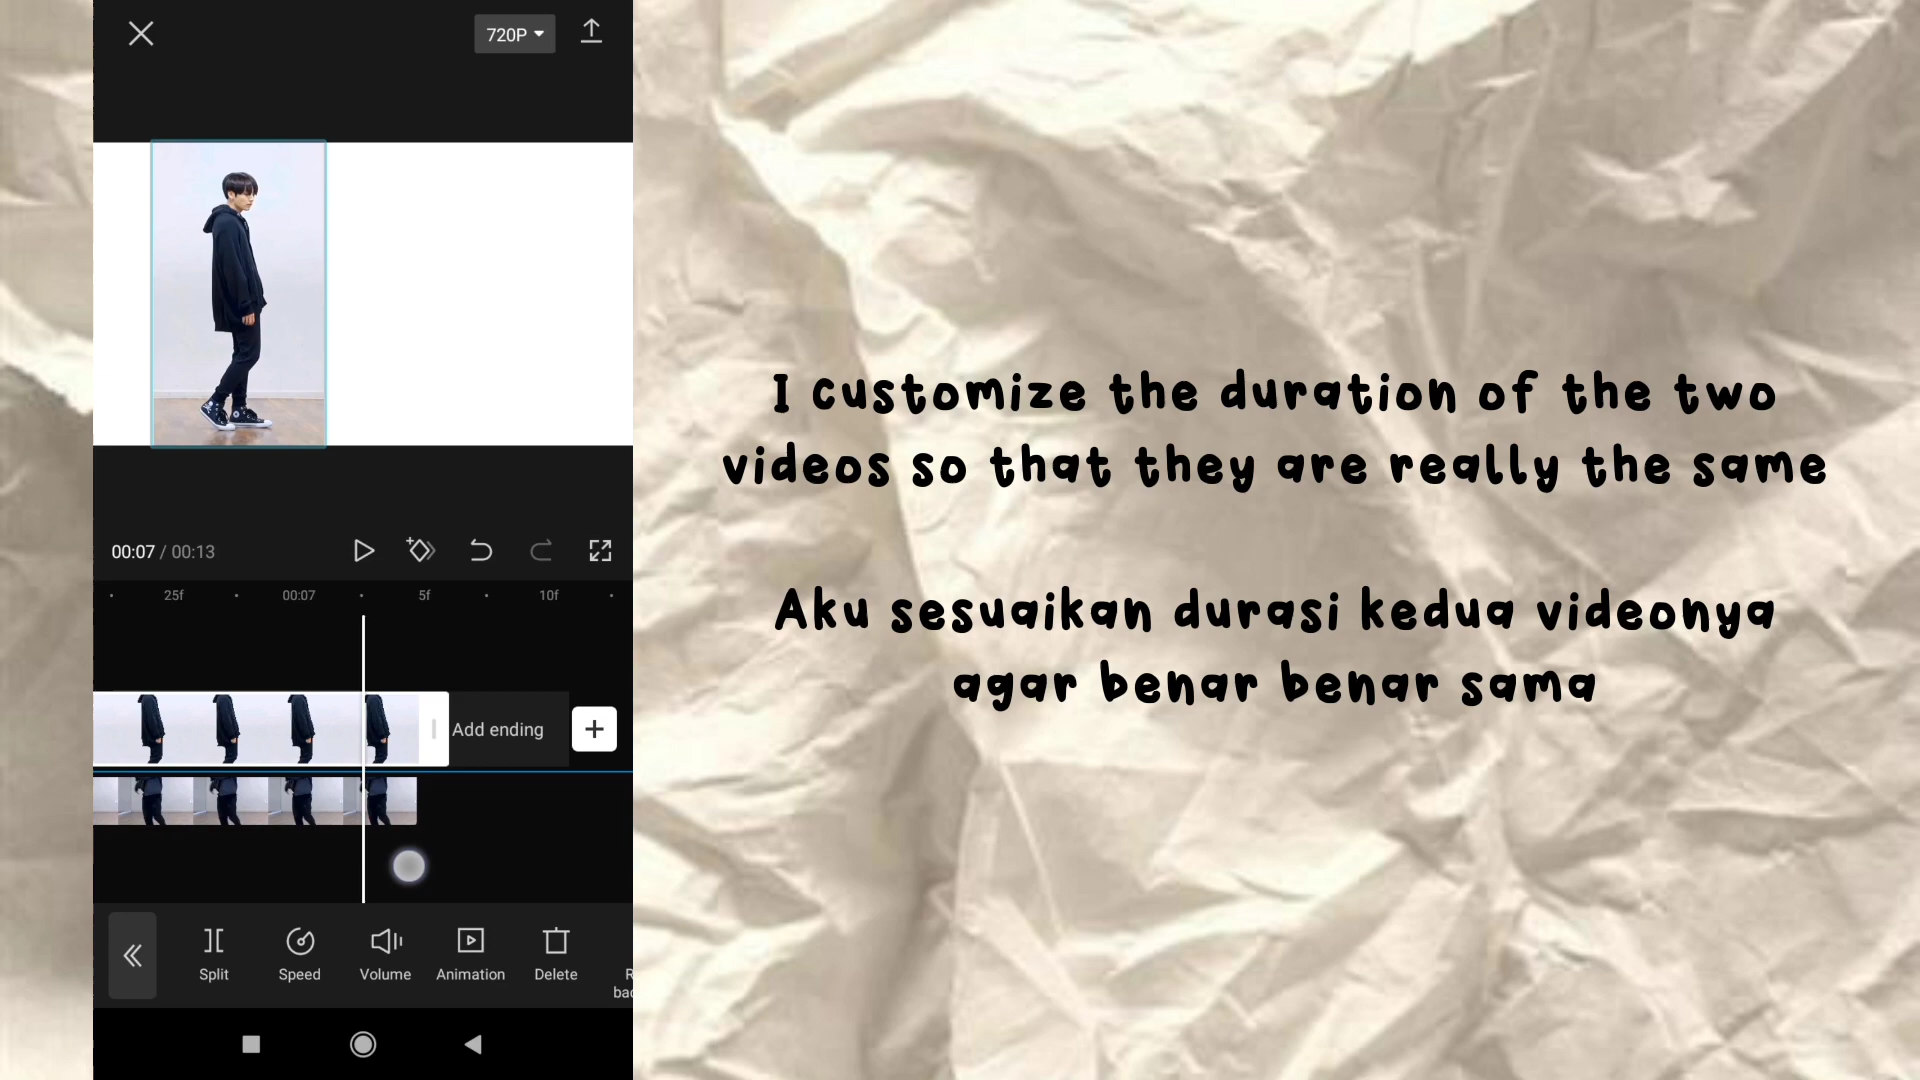 720P
00:07 / 00:13
25f 00:07 5f 10f
Add ending
Split Speed Volume Animation Delete
I customize the duration of the two
videos so that they are really the same
Aku sesuaikan durasi kedua videonya
agar benar benar sama